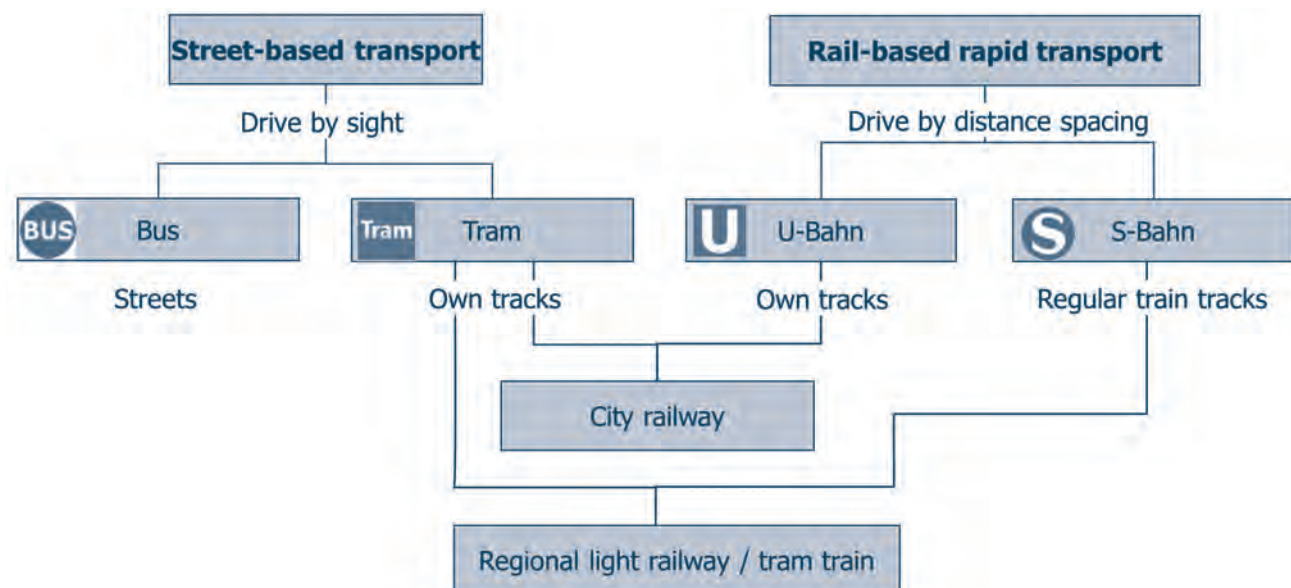 Street-based transport
Rail-based rapid transport
Drive by sight
Drive by distance spacing
BUS Bus
Tram Tram
U U-Bahn
S S-Bahn
Streets
Own tracks
Own tracks
Regular train tracks
City railway
Regional light railway / tram train